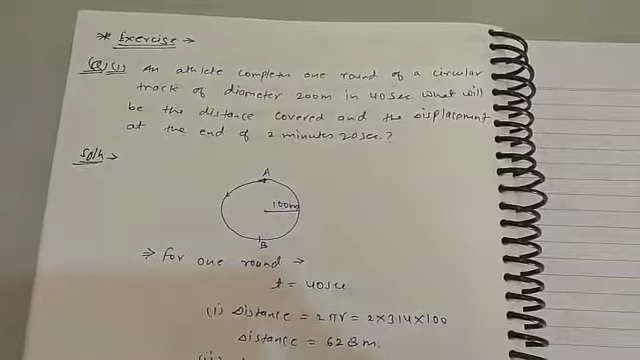 * Exercise →
(Q)(1) An athlete completes one round of a circular
track of diameter 200m in 40sec what will
be the distance covered and the displacement
at the end of 2 minutes 20sec.?
Soln →
A
100m
B
⇒ for one round →
t = 40sec.
(i) Distance = 2πr = 2×3.14×100
Distance = 628m.
(ii)